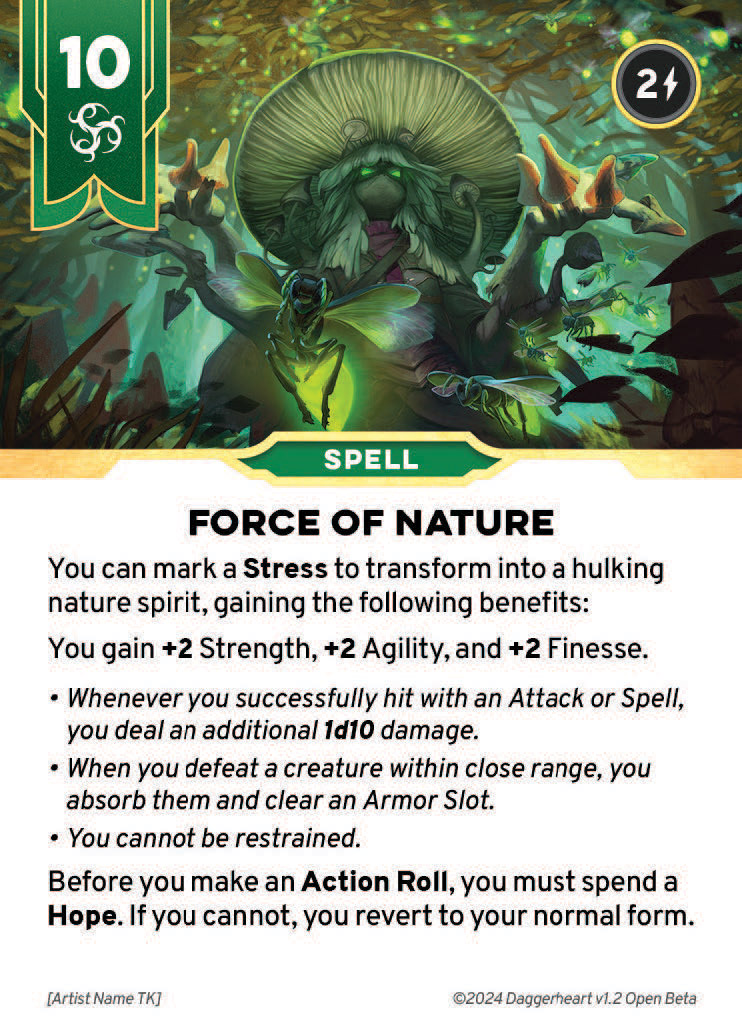 10
2
SPELL
FORCE OF NATURE
You can mark a Stress to transform into a hulking
nature spirit, gaining the following benefits:
You gain +2 Strength, +2 Agility, and +2 Finesse.
• Whenever you successfully hit with an Attack or Spell,
you deal an additional 1d10 damage.
• When you defeat a creature within close range, you
absorb them and clear an Armor Slot.
• You cannot be restrained.
Before you make an Action Roll, you must spend a
Hope. If you cannot, you revert to your normal form.
[Artist Name TK]
©2024 Daggerheart v1.2 Open Beta